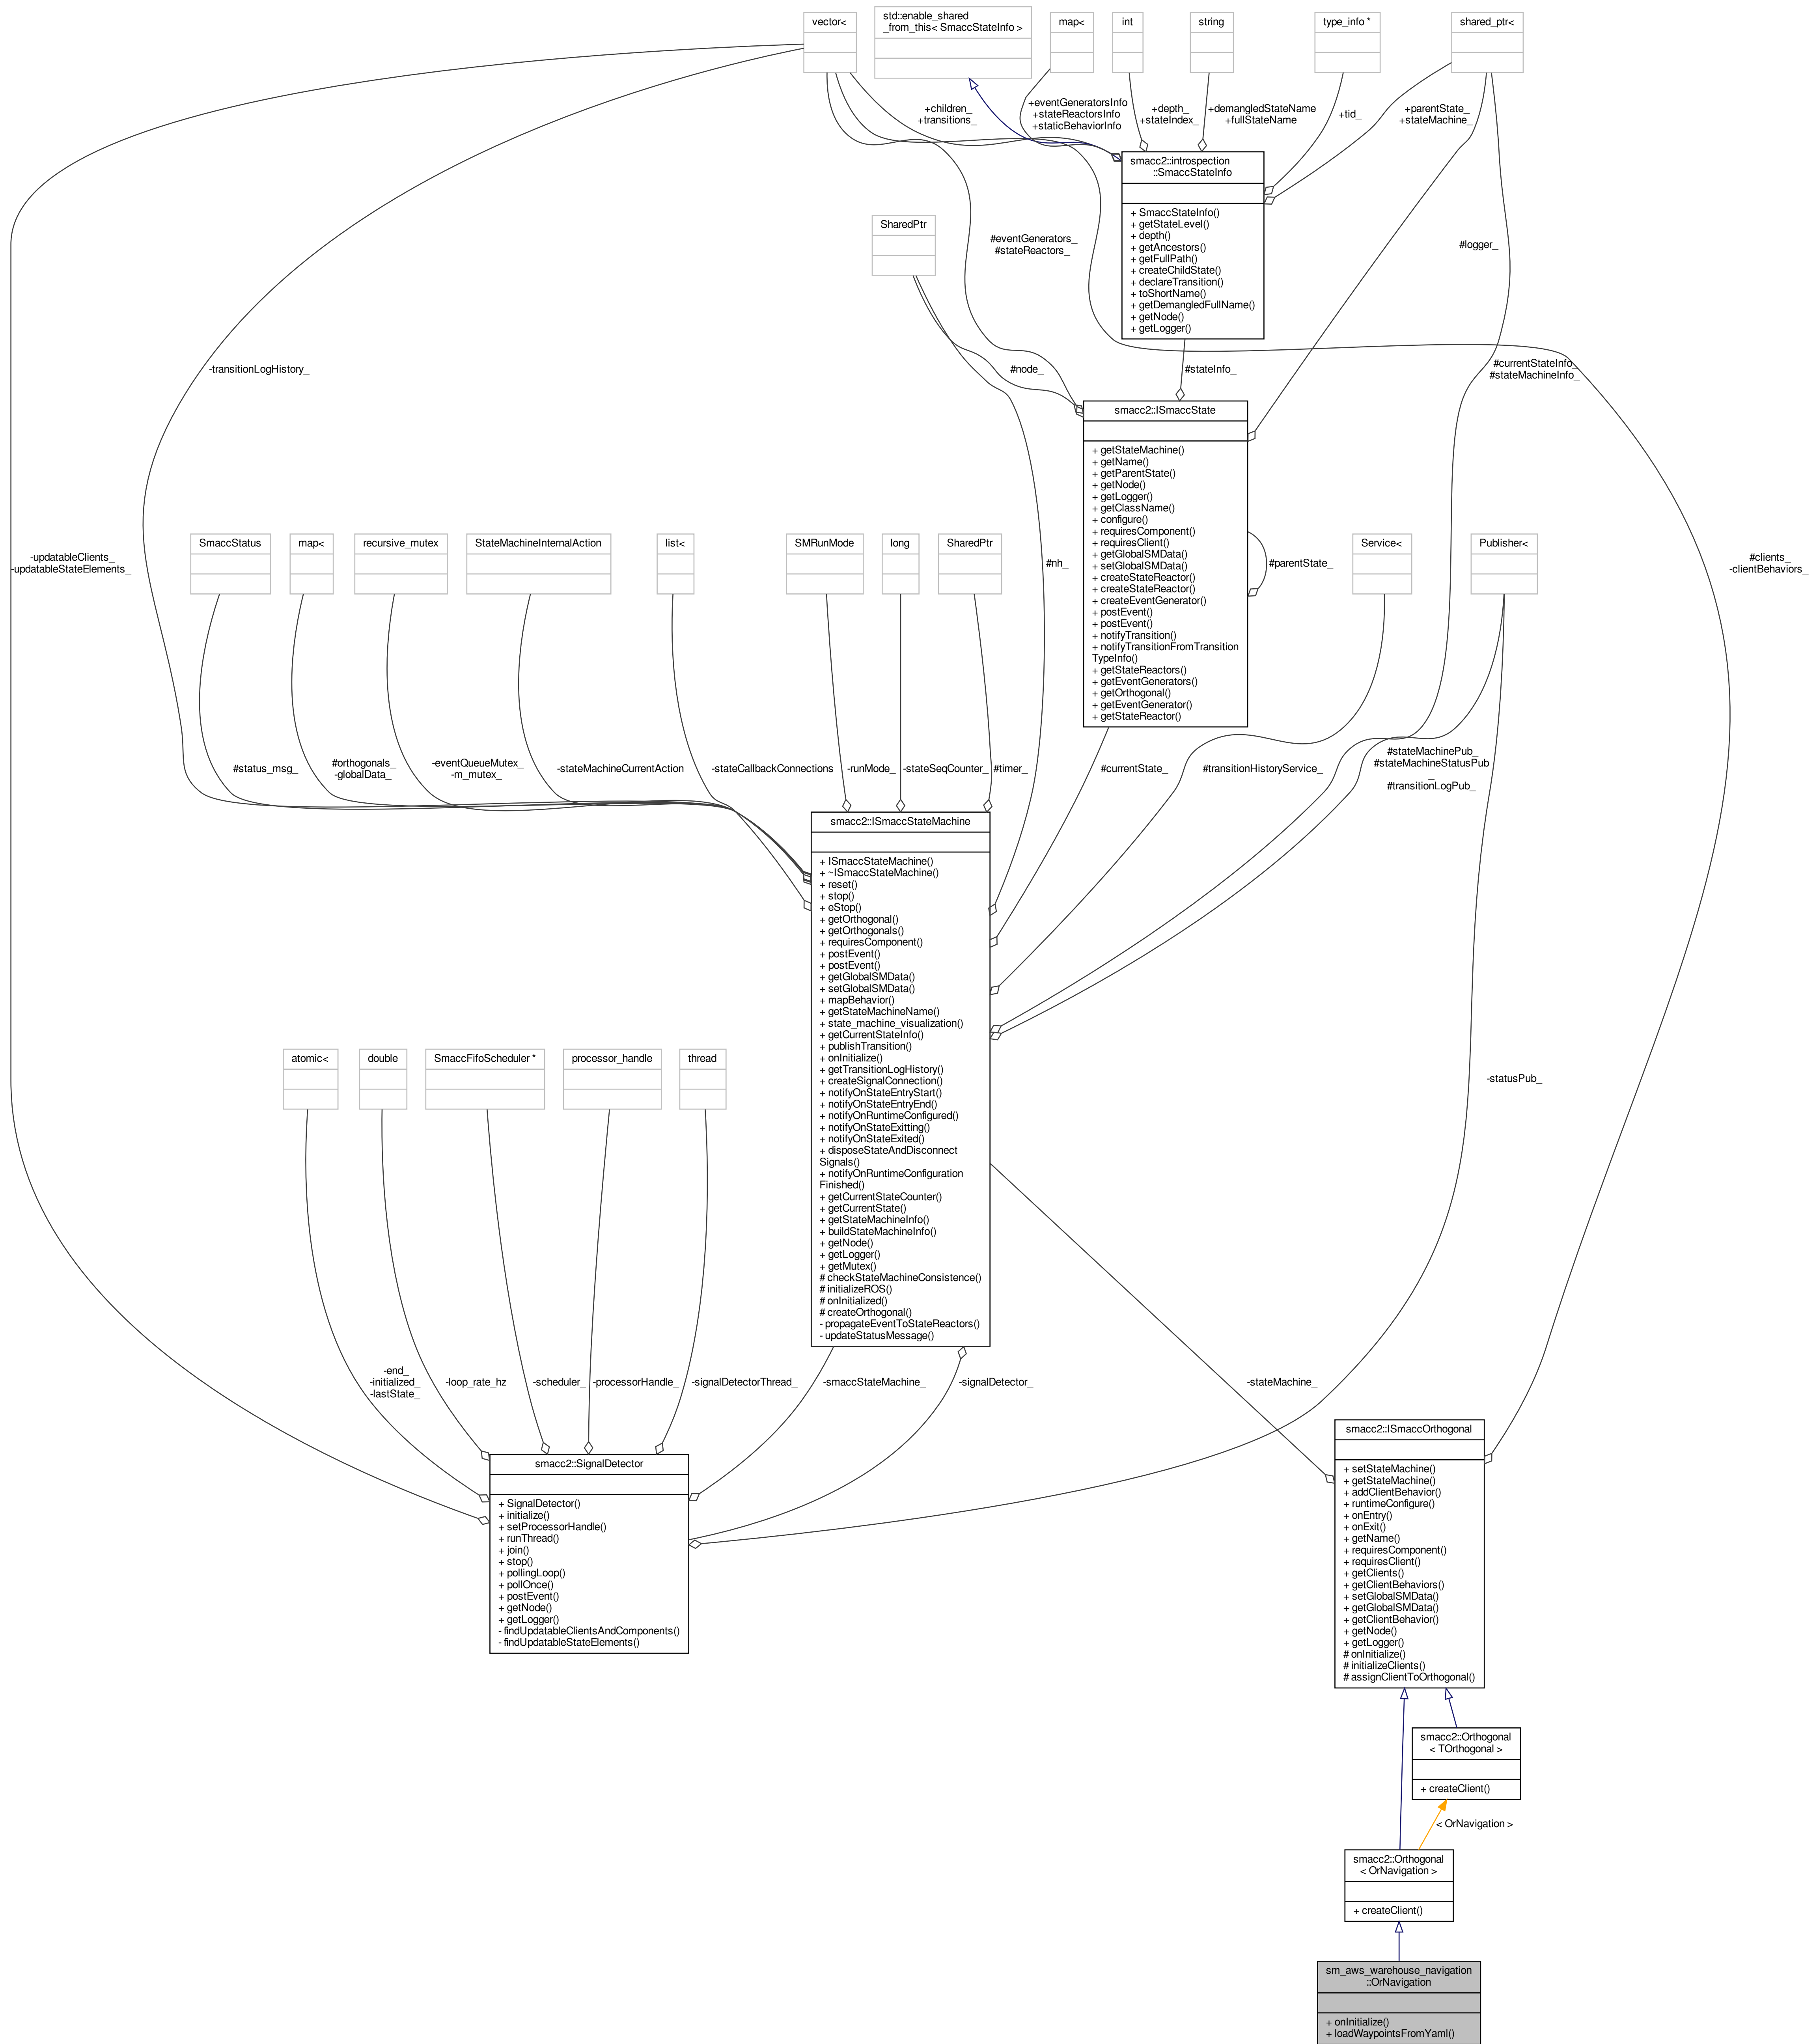 vector<
std::enable_shared
_from_this< SmaccStateInfo >
map<
int
string
type_info *
shared_ptr<
+children_
+transitions_
+eventGeneratorsInfo
+stateReactorsInfo
+staticBehaviorInfo
+depth_
+stateIndex_
+demangledStateName
+fullStateName
+tid_
+parentState_
+stateMachine_
smacc2::introspection
::SmaccStateInfo
+ SmaccStateInfo()
+ getStateLevel()
+ depth()
+ getAncestors()
+ getFullPath()
+ createChildState()
+ declareTransition()
+ toShortName()
+ getDemangledFullName()
+ getNode()
+ getLogger()
SharedPtr
#eventGenerators_
#stateReactors_
#logger_
-transitionLogHistory_
#node_
#stateInfo_
#currentStateInfo_
#stateMachineInfo_
smacc2::ISmaccState
+ getStateMachine()
+ getName()
+ getParentState()
+ getNode()
+ getLogger()
+ getClassName()
+ configure()
+ requiresComponent()
+ requiresClient()
+ getGlobalSMData()
+ setGlobalSMData()
+ createStateReactor()
+ createStateReactor()
+ createEventGenerator()
+ postEvent()
+ postEvent()
+ notifyTransition()
+ notifyTransitionFromTransition
TypeInfo()
+ getStateReactors()
+ getEventGenerators()
+ getOrthogonal()
+ getEventGenerator()
+ getStateReactor()
-updatableClients_
-updatableStateElements_
SmaccStatus
map<
recursive_mutex
StateMachineInternalAction
list<
SMRunMode
long
SharedPtr
#nh_
#parentState_
Service<
Publisher<
#clients_
-clientBehaviors_
#status_msg_
#orthogonals_
-globalData_
-eventQueueMutex_
-m_mutex_
-stateMachineCurrentAction
-stateCallbackConnections
-runMode_
-stateSeqCounter_
#timer_
#currentState_
#transitionHistoryService_
#stateMachinePub_
#stateMachineStatusPub
_
#transitionLogPub_
smacc2::ISmaccStateMachine
+ ISmaccStateMachine()
+ ~ISmaccStateMachine()
+ reset()
+ stop()
+ eStop()
+ getOrthogonal()
+ getOrthogonals()
+ requiresComponent()
+ postEvent()
+ postEvent()
+ getGlobalSMData()
+ setGlobalSMData()
+ mapBehavior()
+ getStateMachineName()
+ state_machine_visualization()
+ getCurrentStateInfo()
+ publishTransition()
+ onInitialize()
+ getTransitionLogHistory()
+ createSignalConnection()
+ notifyOnStateEntryStart()
+ notifyOnStateEntryEnd()
+ notifyOnRuntimeConfigured()
+ notifyOnStateExitting()
+ notifyOnStateExited()
+ disposeStateAndDisconnect
Signals()
+ notifyOnRuntimeConfiguration
Finished()
+ getCurrentStateCounter()
+ getCurrentState()
+ getStateMachineInfo()
+ buildStateMachineInfo()
+ getNode()
+ getLogger()
+ getMutex()
# checkStateMachineConsistence()
# initializeROS()
# onInitialized()
# createOrthogonal()
- propagateEventToStateReactors()
- updateStatusMessage()
atomic<
double
SmaccFifoScheduler *
processor_handle
thread
-statusPub_
-end_
-initialized_
-lastState_
-loop_rate_hz
-scheduler_
-processorHandle_
-signalDetectorThread_
-smaccStateMachine_
-signalDetector_
-stateMachine_
smacc2::SignalDetector
+ SignalDetector()
+ initialize()
+ setProcessorHandle()
+ runThread()
+ join()
+ stop()
+ pollingLoop()
+ pollOnce()
+ postEvent()
+ getNode()
+ getLogger()
- findUpdatableClientsAndComponents()
- findUpdatableStateElements()
smacc2::ISmaccOrthogonal
+ setStateMachine()
+ getStateMachine()
+ addClientBehavior()
+ runtimeConfigure()
+ onEntry()
+ onExit()
+ getName()
+ requiresComponent()
+ requiresClient()
+ getClients()
+ getClientBehaviors()
+ setGlobalSMData()
+ getGlobalSMData()
+ getClientBehavior()
+ getNode()
+ getLogger()
# onInitialize()
# initializeClients()
# assignClientToOrthogonal()
smacc2::Orthogonal
< TOrthogonal >
+ createClient()
< OrNavigation >
smacc2::Orthogonal
< OrNavigation >
+ createClient()
sm_aws_warehouse_navigation
::OrNavigation
+ onInitialize()
+ loadWaypointsFromYaml()